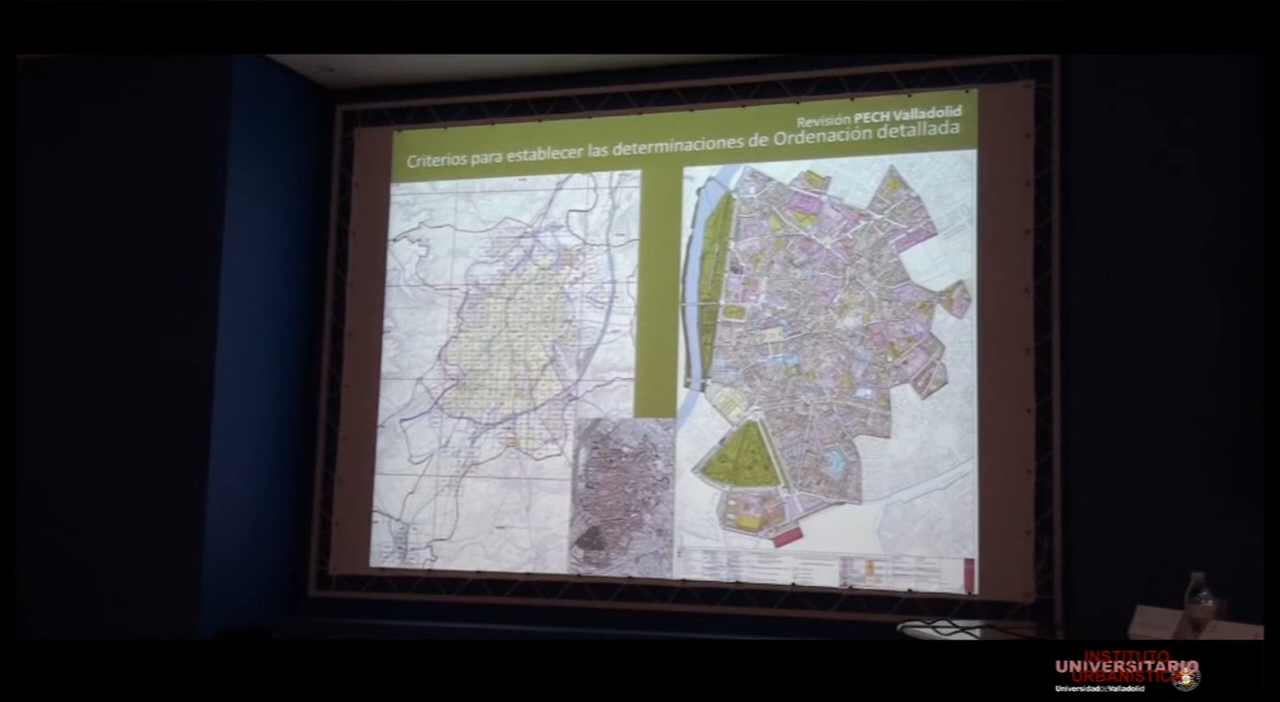 Revisión PECH Valladolid
Criterios para establecer las determinaciones de Ordenación detallada
INSTITUTO
UNIVERSITARIO
URBANÍSTICA
Universidad de Valladolid